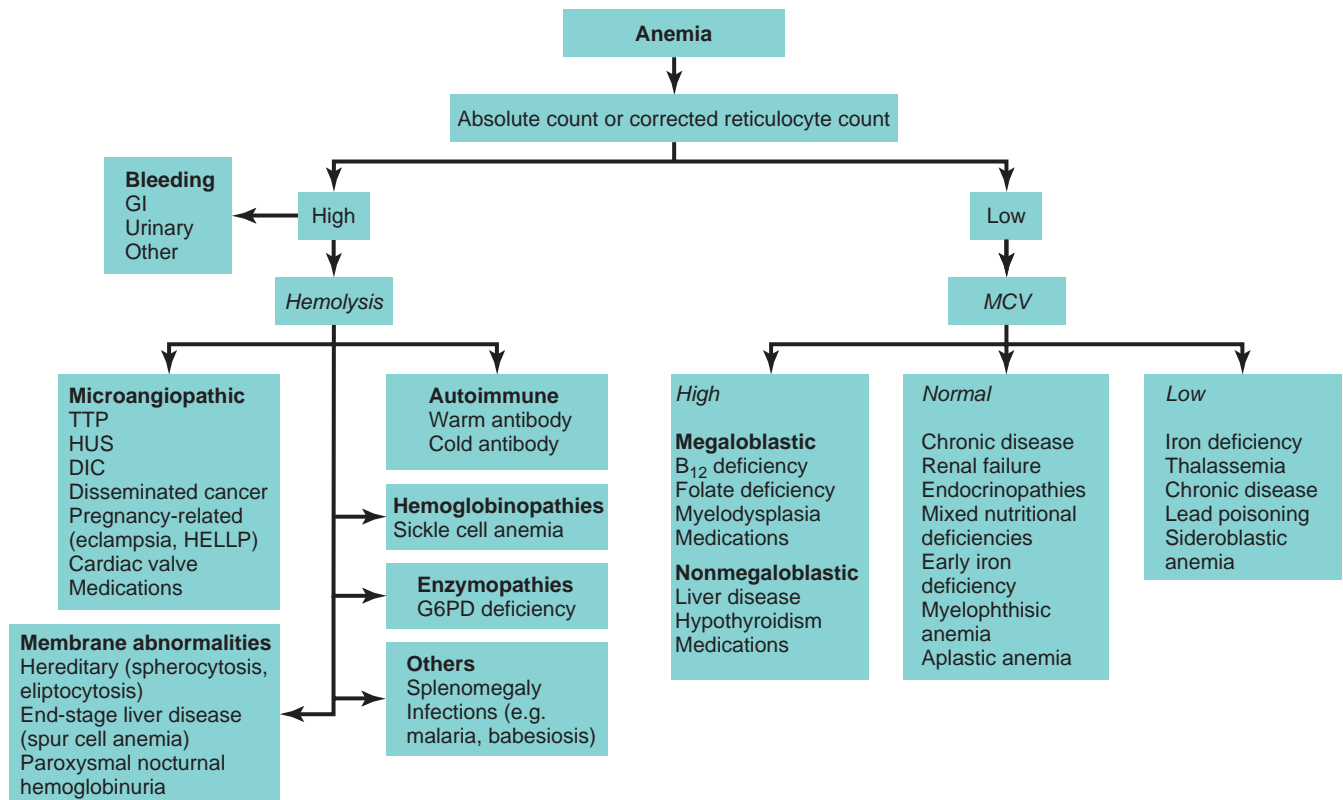 Anemia
Absolute count or corrected reticulocyte count
Bleeding
GI
Urinary
Other
High
Low
Hemolysis
MCV
Microangiopathic
TTP
HUS
DIC
Disseminated cancer
Pregnancy-related
(eclampsia, HELLP)
Cardiac valve
Medications
Autoimmune
Warm antibody
Cold antibody
Hemoglobinopathies
Sickle cell anemia
Enzymopathies
G6PD deficiency
Membrane abnormalities
Hereditary (spherocytosis,
eliptocytosis)
End-stage liver disease
(spur cell anemia)
Paroxysmal nocturnal
hemoglobinuria
Others
Splenomegaly
Infections (e.g.
malaria, babesiosis)
High
Megaloblastic
B12 deficiency
Folate deficiency
Myelodysplasia
Medications
Nonmegaloblastic
Liver disease
Hypothyroidism
Medications
Normal
Chronic disease
Renal failure
Endocrinopathies
Mixed nutritional
deficiencies
Early iron
deficiency
Myelophthisic
anemia
Aplastic anemia
Low
Iron deficiency
Thalassemia
Chronic disease
Lead poisoning
Sideroblastic
anemia